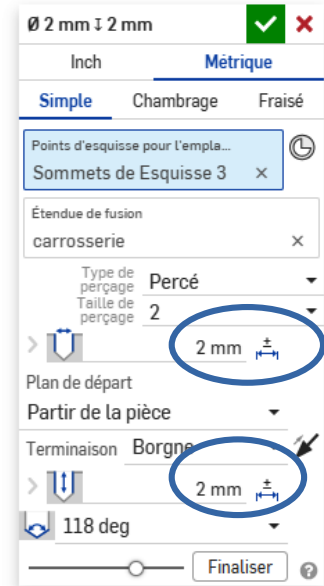 Ø 2 mm ↧ 2 mm
Inch Métrique
Simple Chambrage Fraisé
Points d'esquisse pour l'empla...
Sommets de Esquisse 3 ×
Étendue de fusion
carrosserie ×
Type de perçage Percé
Taille de perçage 2
2 mm
Plan de départ
Partir de la pièce
Terminaison Borgne
2 mm
118 deg
Finaliser